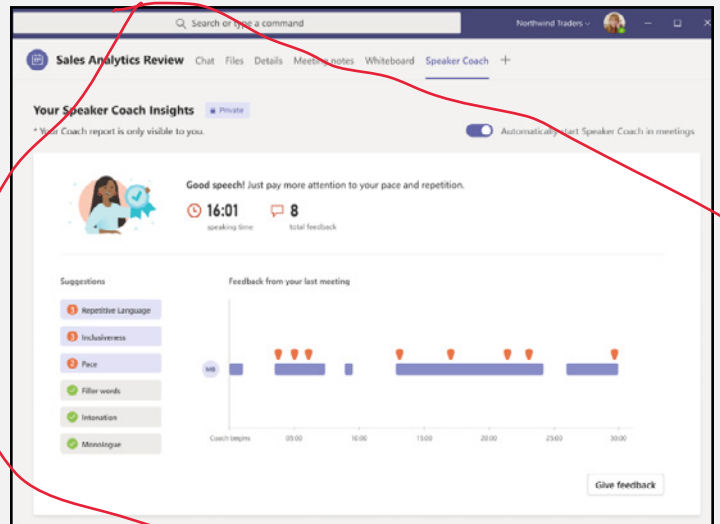 Search or type a command
Northwind Traders
Sales Analytics Review Chat Files Details Meeting notes Whiteboard Speaker Coach +
Your Speaker Coach Insights Private
* Your Coach report is only visible to you.
Automatically start Speaker Coach in meetings
Good speech! Just pay more attention to your pace and repetition.
16:01 8
speaking time total feedback
Suggestions
Feedback from your last meeting
Repetitive Language
Inclusiveness
2 Pace
Filler words
Intonation
Monologue
MB
Coach begins 05:00 10:00 15:00 20:00 25:00 30:00
Give feedback